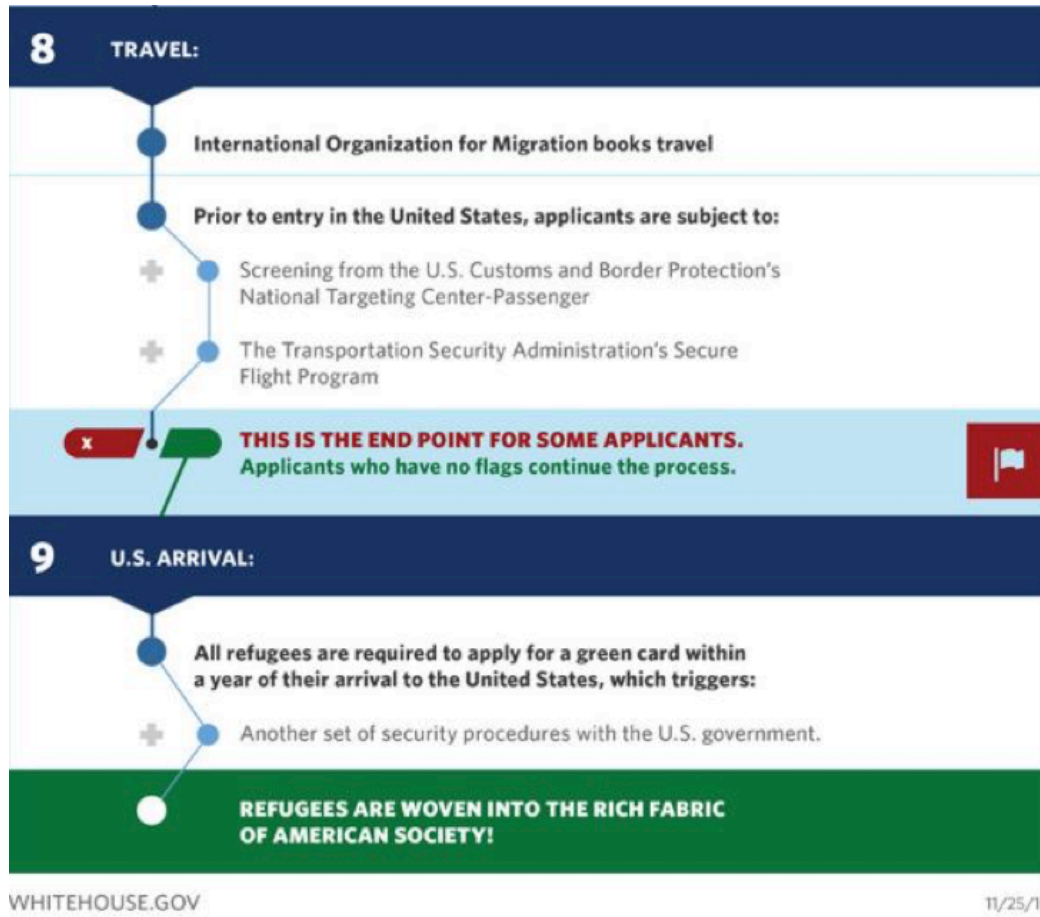 8 TRAVEL:
International Organization for Migration books travel
Prior to entry in the United States, applicants are subject to:
Screening from the U.S. Customs and Border Protection's
National Targeting Center-Passenger
The Transportation Security Administration's Secure
Flight Program
x
THIS IS THE END POINT FOR SOME APPLICANTS.
Applicants who have no flags continue the process.
9 U.S. ARRIVAL:
All refugees are required to apply for a green card within
a year of their arrival to the United States, which triggers:
Another set of security procedures with the U.S. government.
REFUGEES ARE WOVEN INTO THE RICH FABRIC
OF AMERICAN SOCIETY!
WHITEHOUSE.GOV 11/25/1